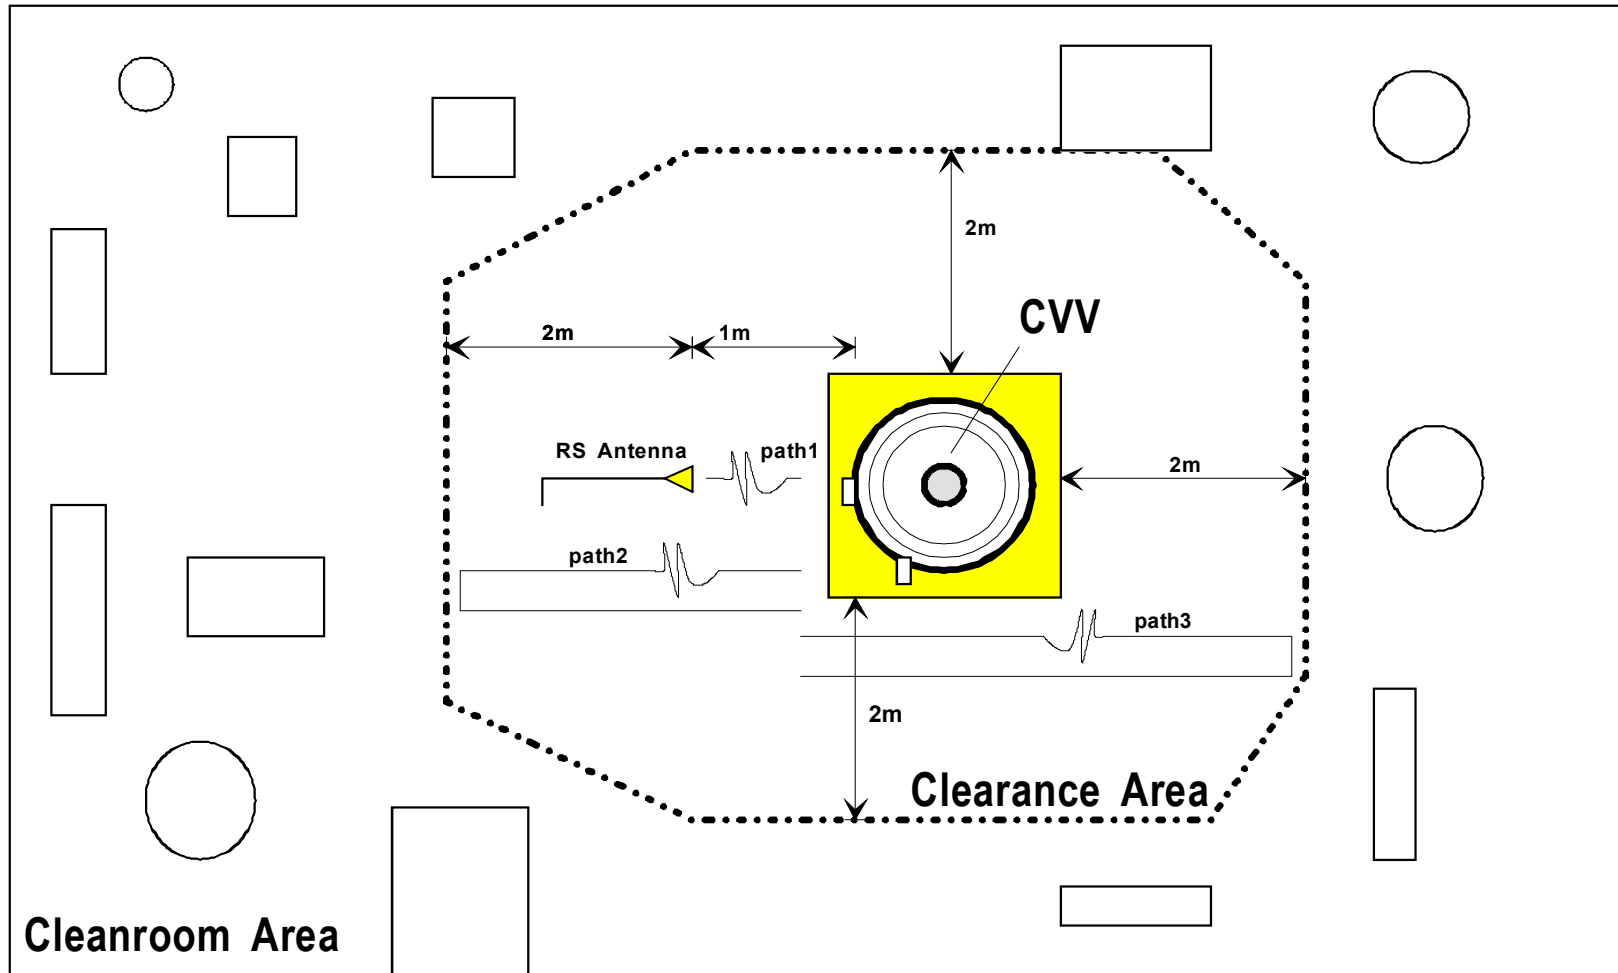 2m
CVV
2m
1m
RS Antenna
path1
2m
path2
path3
2m
Clearance Area
Cleanroom Area